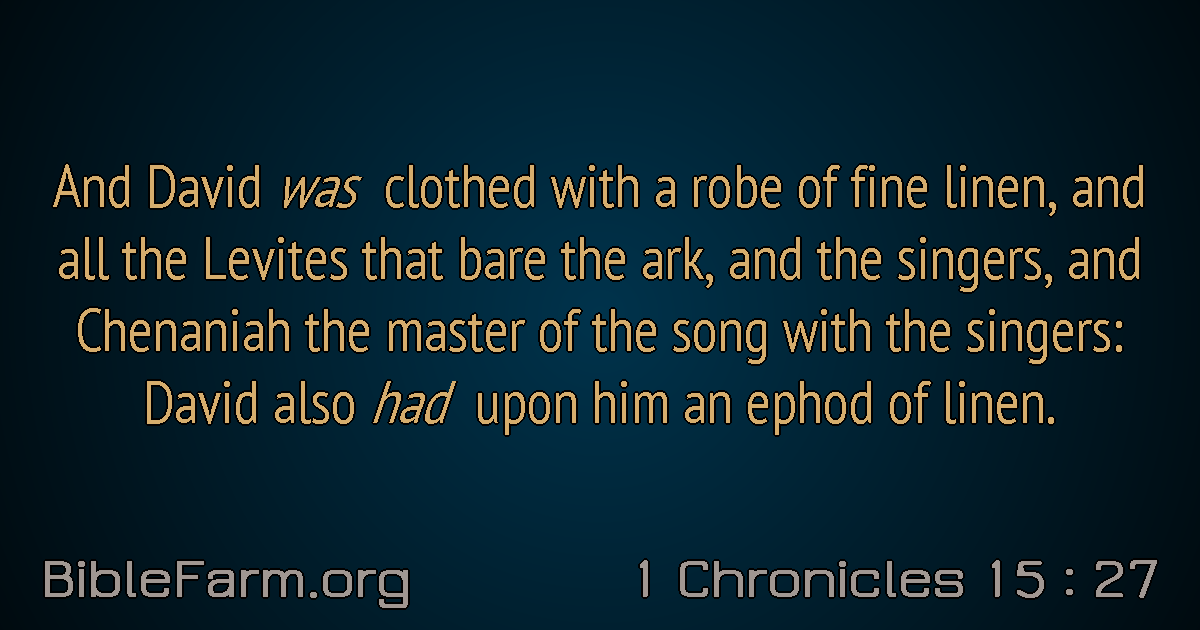 And David was clothed with a robe of fine linen, and
all the Levites that bare the ark, and the singers, and
Chenaniah the master of the song with the singers:
David also had upon him an ephod of linen.
BibleFarm.org
1 Chronicles 15 : 27